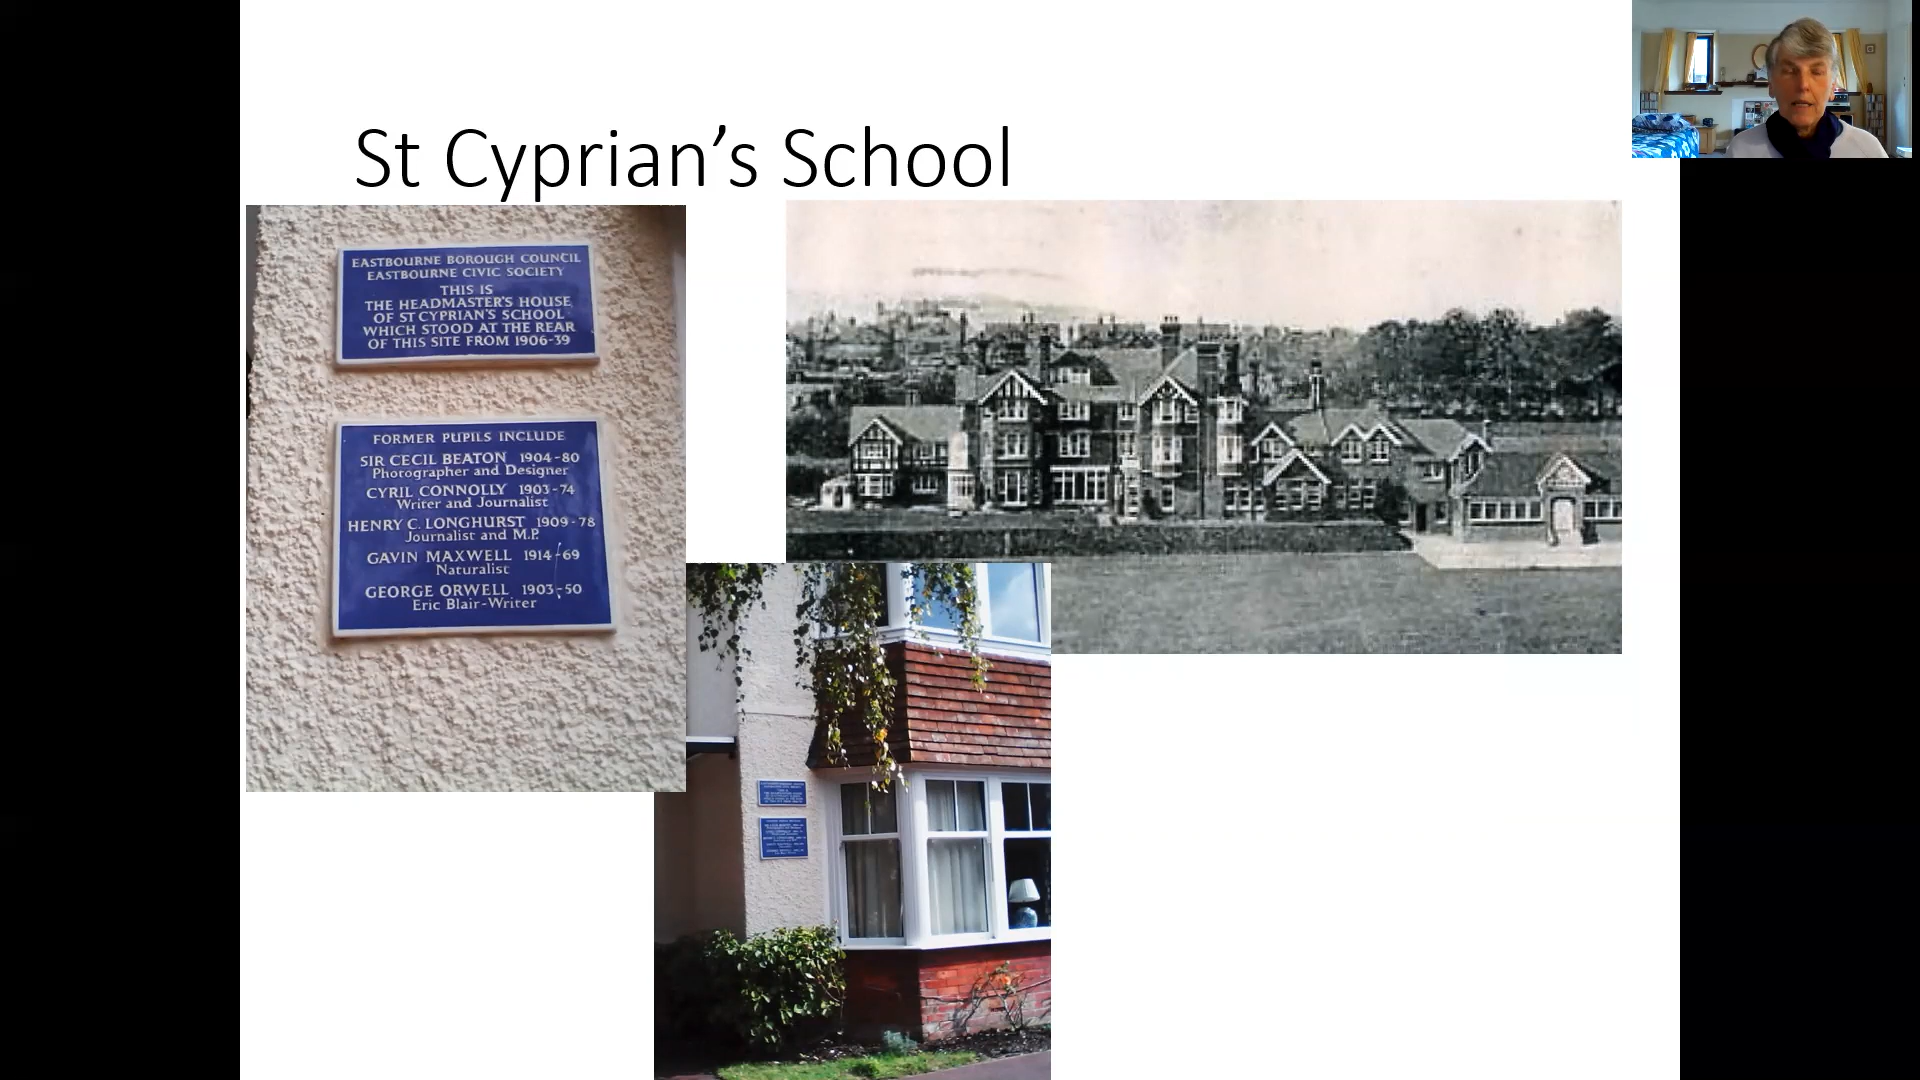 St Cyprian’s School
EASTBOURNE BOROUGH COUNCIL
EASTBOURNE CIVIC SOCIETY
THIS IS
THE HEADMASTER'S HOUSE
OF ST CYPRIAN'S SCHOOL
WHICH STOOD AT THE REAR
OF THIS SITE FROM 1906-39
FORMER PUPILS INCLUDE
SIR CECIL BEATON 1904-80
Photographer and Designer
CYRIL CONNOLLY 1903-74
Writer and Journalist
HENRY C. LONGHURST 1909-78
Journalist and M.P.
GAVIN MAXWELL 1914-69
Naturalist
GEORGE ORWELL 1903-50
Eric Blair-Writer